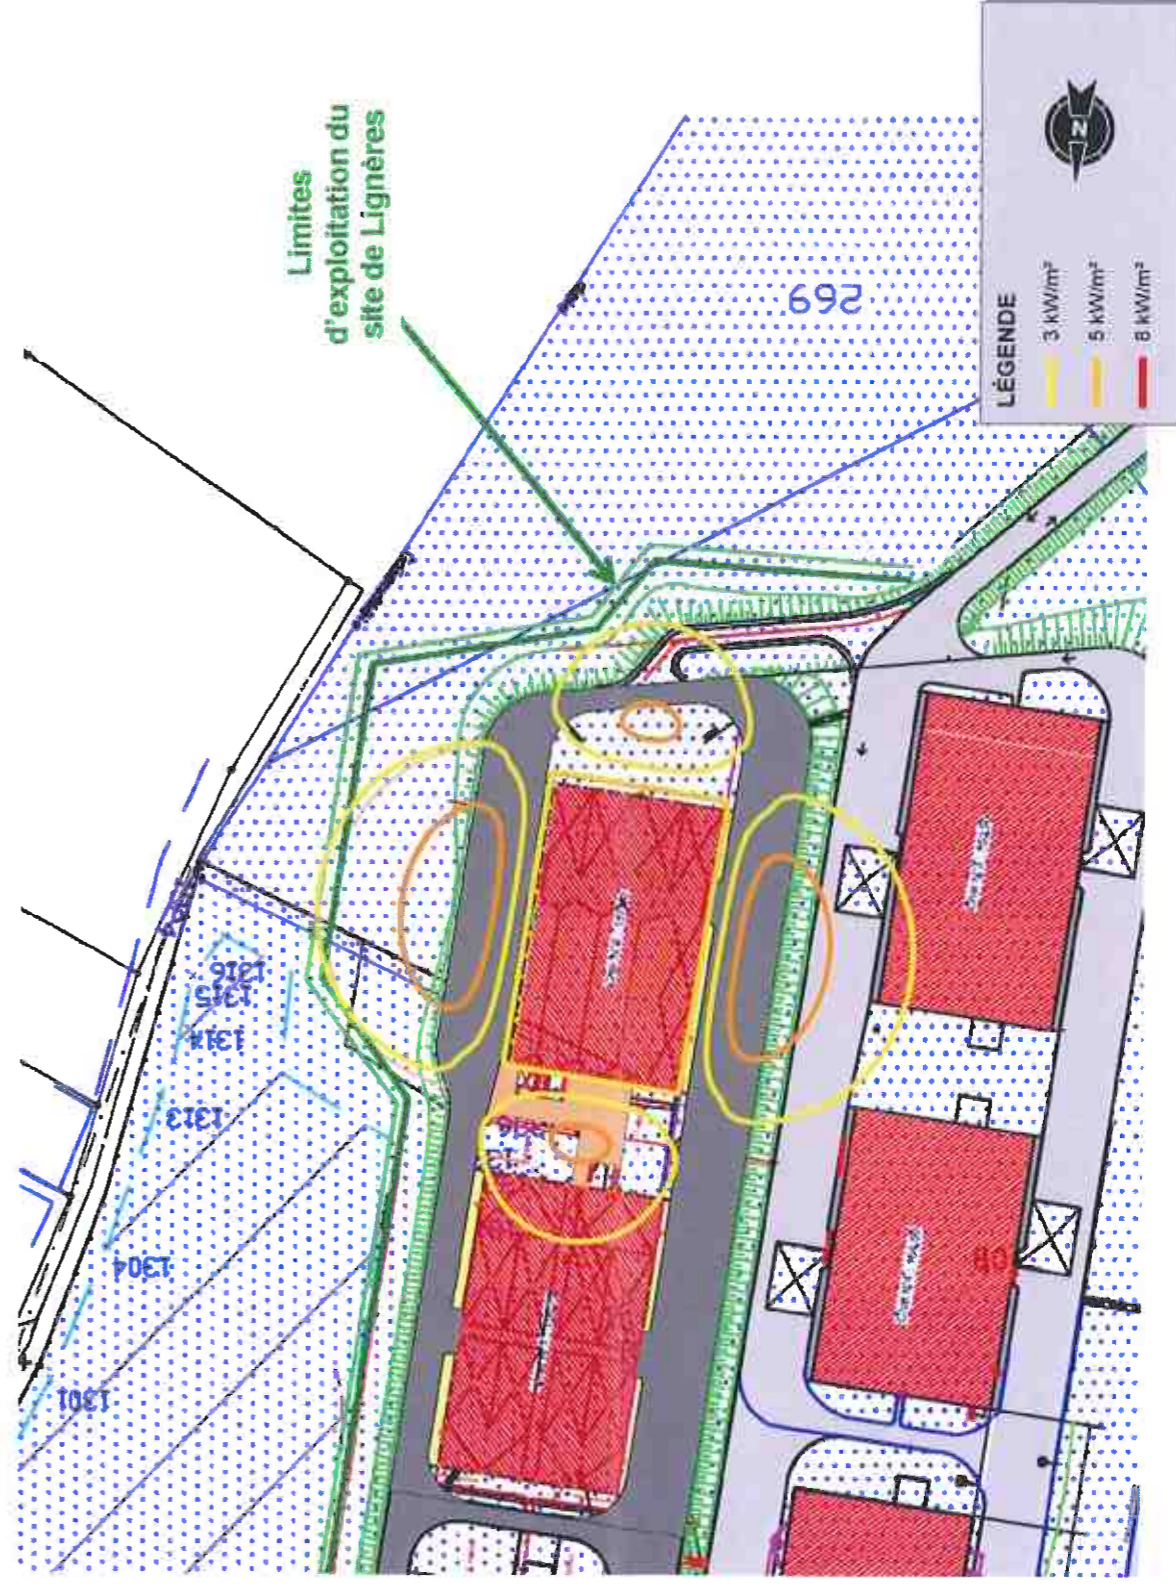 Limites
d'exploitation du
site de Lignères
269
1316
1315
1314
1313
1304
1301
LÉGENDE
3 kW/m²
5 kW/m²
8 kW/m²
N